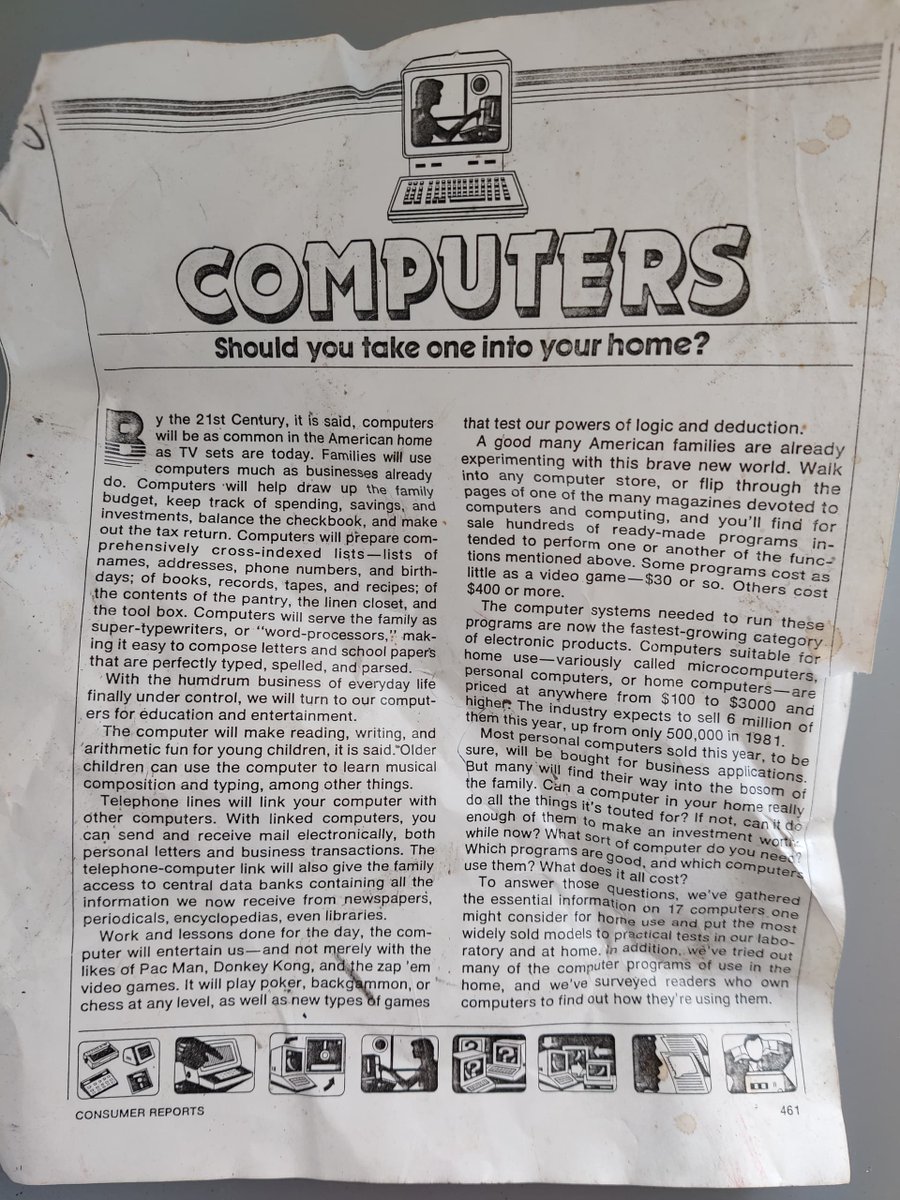 COMPUTERS
Should you take one into your home?
By the 21st Century, it is said, computers
will be as common in the American home
as TV sets are today. Families will use
computers much as businesses already
do. Computers will help draw up the family
budget, keep track of spending, savings, and
investments, balance the checkbook, and make
out the tax return. Computers will prepare com-
prehensively cross-indexed lists—lists of
names, addresses, phone numbers, and birth-
days; of books, records, tapes, and recipes; of
the contents of the pantry, the linen closet, and
the tool box. Computers will serve the family as
super-typewriters, or "word-processors," mak-
ing it easy to compose letters and school papers
that are perfectly typed, spelled, and parsed.
With the humdrum business of everyday life
finally under control, we will turn to our comput-
ers for education and entertainment.
The computer will make reading, writing, and
arithmetic fun for young children, it is said. Older
children can use the computer to learn musical
composition and typing, among other things.
Telephone lines will link your computer with
other computers. With linked computers, you
can send and receive mail electronically, both
personal letters and business transactions. The
telephone-computer link will also give the family
access to central data banks containing all the
information we now receive from newspapers,
periodicals, encyclopedias, even libraries.
Work and lessons done for the day, the com-
puter will entertain us—and not merely with the
likes of Pac Man, Donkey Kong, and the zap 'em
video games. It will play poker, backgammon, or
chess at any level, as well as new types of games
that test our powers of logic and deduction.
A good many American families are already
experimenting with this brave new world. Walk
into any computer store, or flip through the
pages of one of the many magazines devoted to
computers and computing, and you'll find for
sale hundreds of ready-made programs in-
tended to perform one or another of the func-
tions mentioned above. Some programs cost as
little as a video game—$30 or so. Others cost
$400 or more.
The computer systems needed to run these
programs are now the fastest-growing category
of electronic products. Computers suitable for
home use—variously called microcomputers,
personal computers, or home computers—are
priced at anywhere from $100 to $3000 and
higher. The industry expects to sell 6 million of
them this year, up from only 500,000 in 1981.
Most personal computers sold this year, to be
sure, will be bought for business applications.
But many will find their way into the bosom of
the family. Can a computer in your home really
do all the things it's touted for? If not, can it do
enough of them to make an investment worth-
while now? What sort of computer do you need?
Which programs are good, and which computers
use them? What does it all cost?
To answer those questions, we've gathered
the essential information on 17 computers one
might consider for home use and put the most
widely sold models to practical tests in our labo-
ratory and at home. In addition, we've tried out
many of the computer programs of use in the
home, and we've surveyed readers who own
computers to find out how they're using them.
CONSUMER REPORTS
461